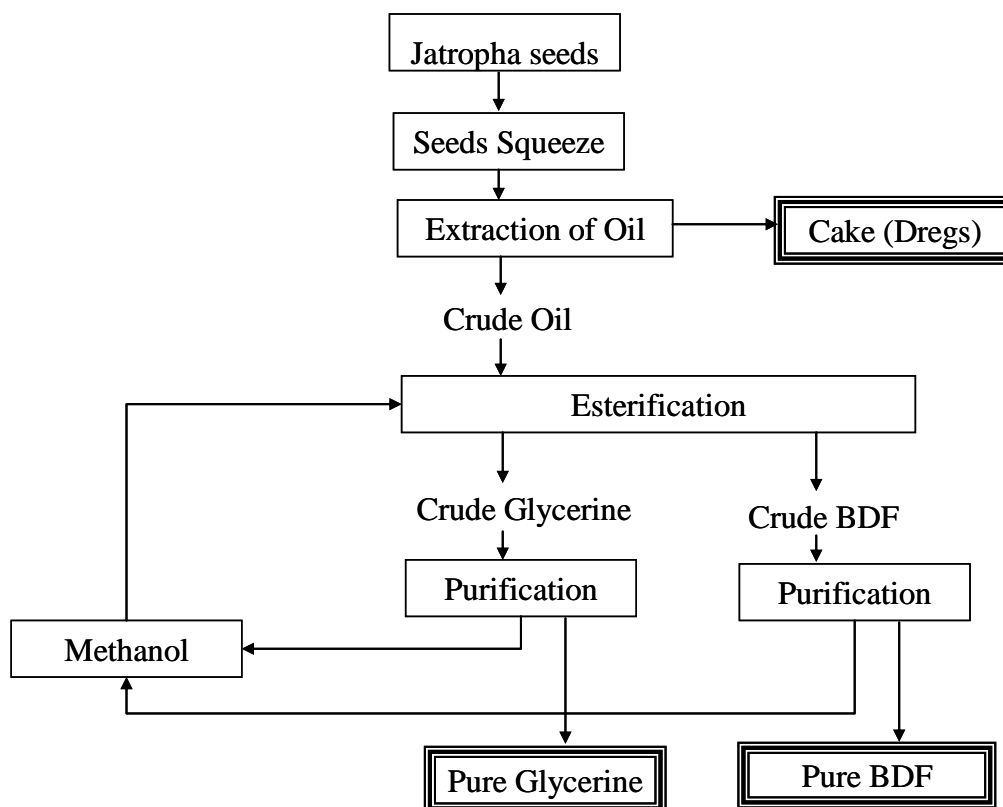 Jatropha seeds
Seeds Squeeze
Extraction of Oil
Cake (Dregs)
Crude Oil
Esterification
Crude Glycerine
Crude BDF
Purification
Purification
Methanol
Pure Glycerine
Pure BDF